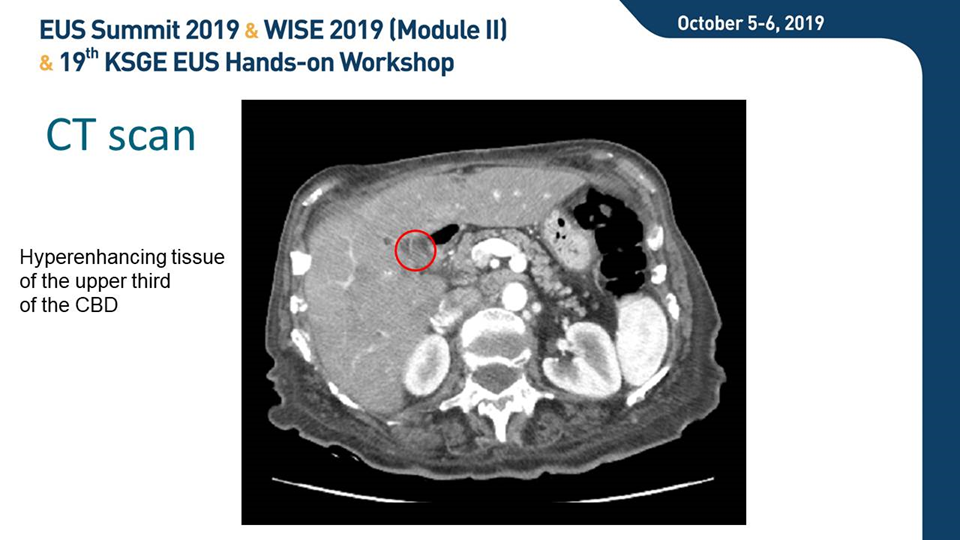 EUS Summit 2019 & WISE 2019 (Module II)
& 19th KSGE EUS Hands-on Workshop
October 5-6, 2019
CT scan
Hyperenhancing tissue
of the upper third
of the CBD